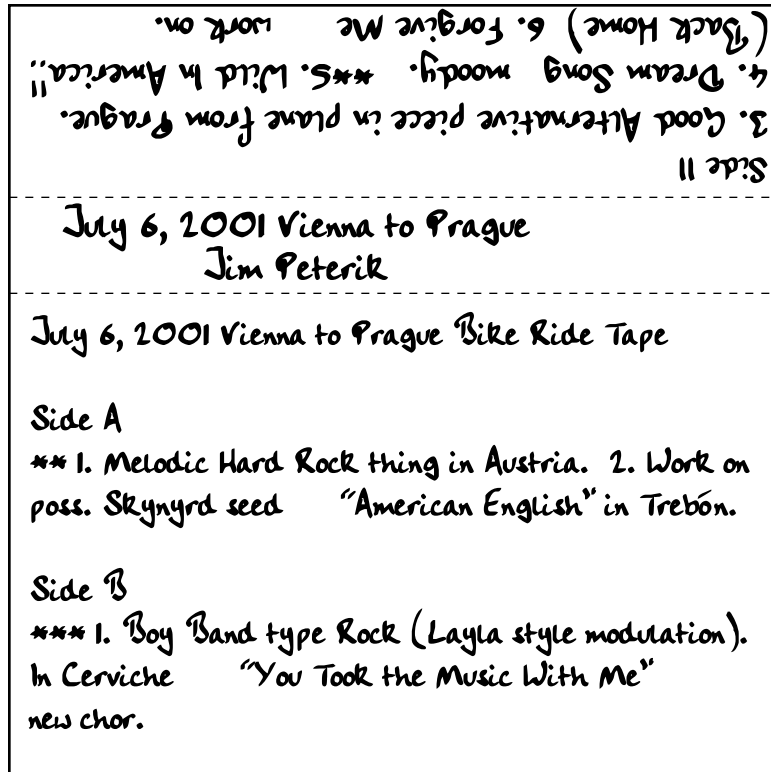 Side 11
3. Good Alternative piece in plane from Prague.
4. Dream Song moody. **5. Wild In America!!
(Back Home) 6. Forgive Me work on.
July 6, 2001 Vienna to Prague
Jim Peterik
July 6, 2001 Vienna to Prague Bike Ride Tape
Side A
** 1. Melodic Hard Rock thing in Austria. 2. Work on
poss. Skynyrd seed "American English" in Trebón.
Side B
*** 1. Boy Band type Rock (Layla style modulation).
In Cerviche "You Took the Music With Me"
new chor.